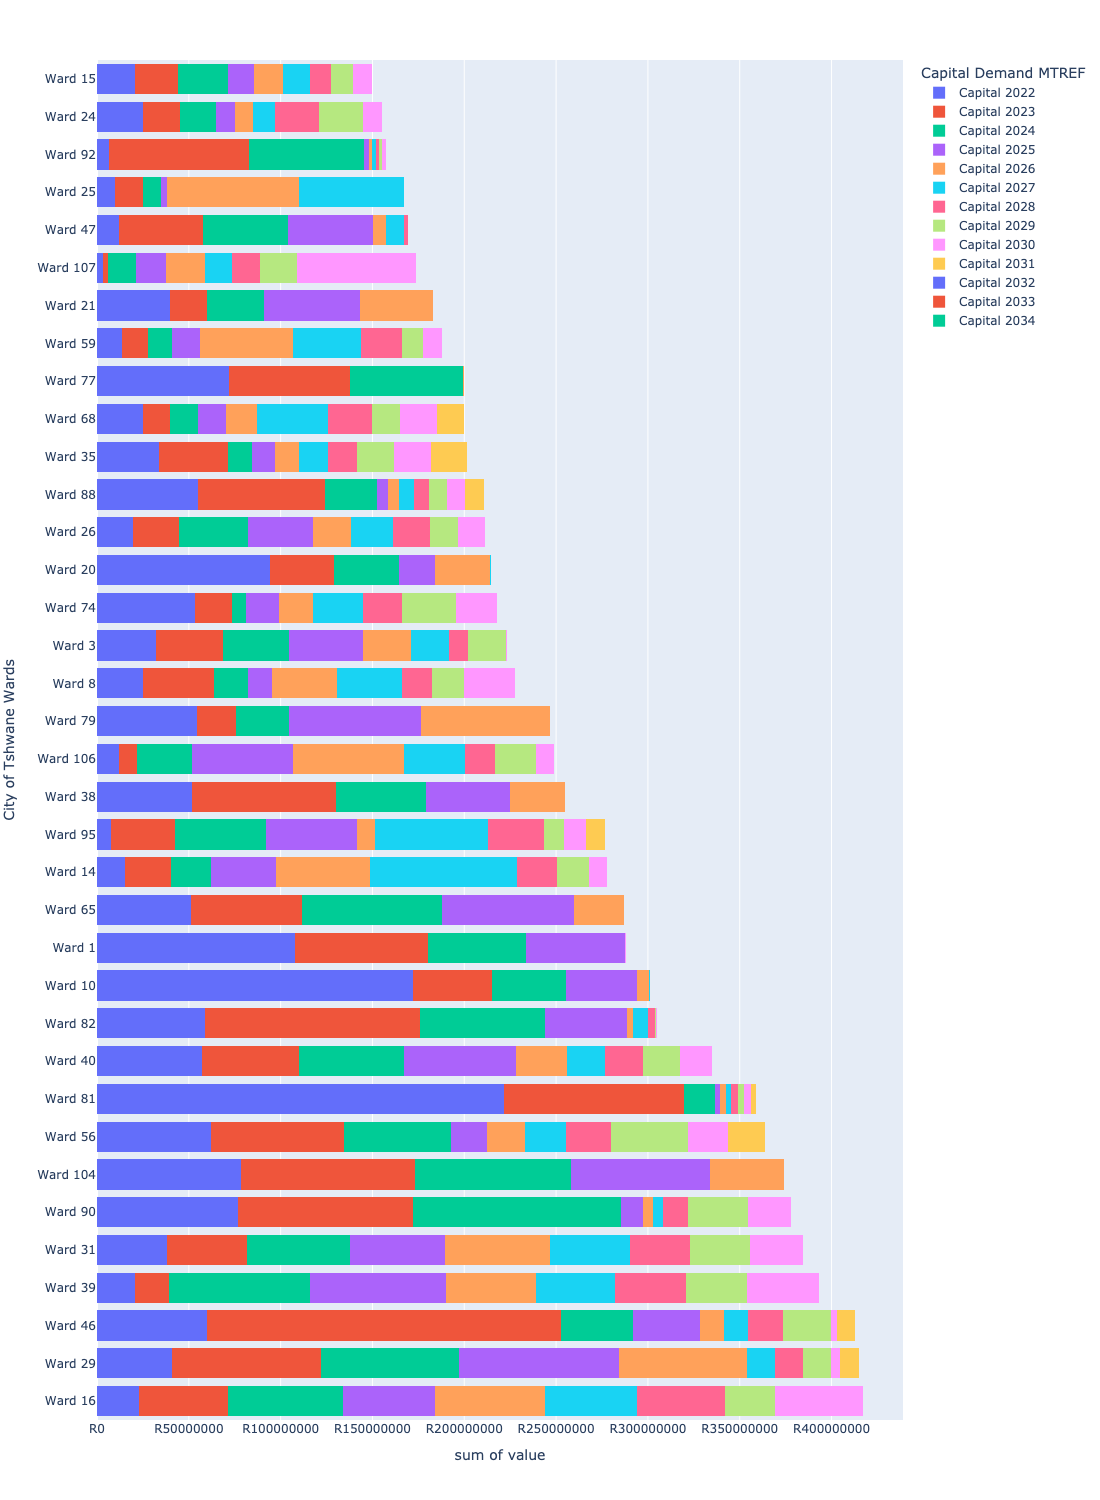 Capital Demand MTREF
Capital 2022
Capital 2023
Capital 2024
Capital 2025
Capital 2026
Capital 2027
Capital 2028
Capital 2029
Capital 2030
Capital 2031
Capital 2032
Capital 2033
Capital 2034
City of Tshwane Wards
Ward 15
Ward 24
Ward 92
Ward 25
Ward 47
Ward 107
Ward 21
Ward 59
Ward 77
Ward 68
Ward 35
Ward 88
Ward 26
Ward 20
Ward 74
Ward 3
Ward 8
Ward 79
Ward 106
Ward 38
Ward 95
Ward 14
Ward 65
Ward 1
Ward 10
Ward 82
Ward 40
Ward 81
Ward 56
Ward 104
Ward 90
Ward 31
Ward 39
Ward 46
Ward 29
Ward 16
R0 R50000000 R100000000 R150000000 R200000000 R250000000 R300000000 R350000000 R400000000
sum of value